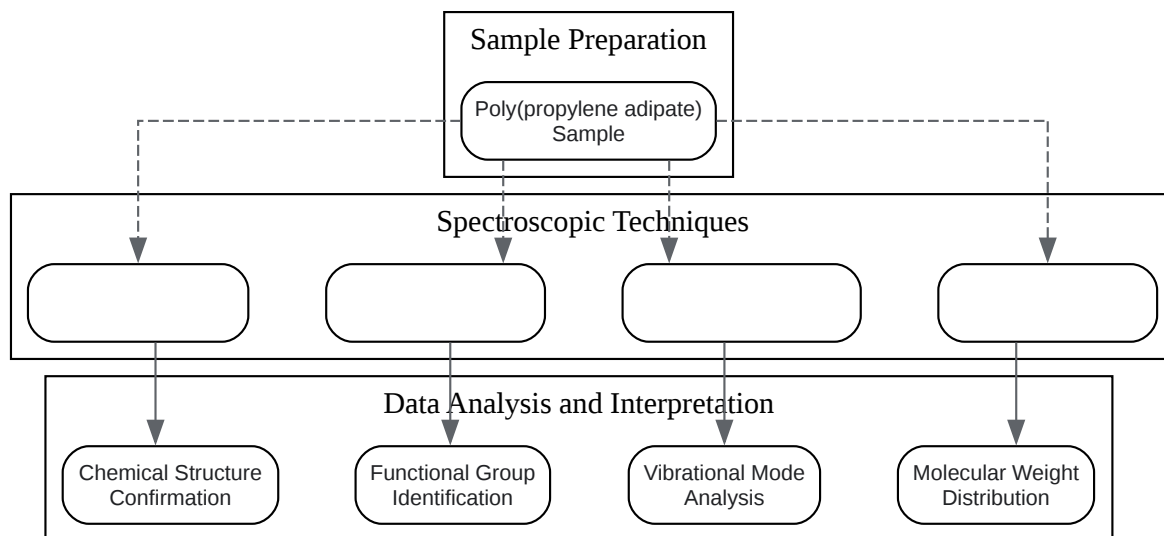 Sample Preparation
Poly(propylene adipate)
Sample
Spectroscopic Techniques
Data Analysis and Interpretation
Chemical Structure
Confirmation
Functional Group
Identification
Vibrational Mode
Analysis
Molecular Weight
Distribution